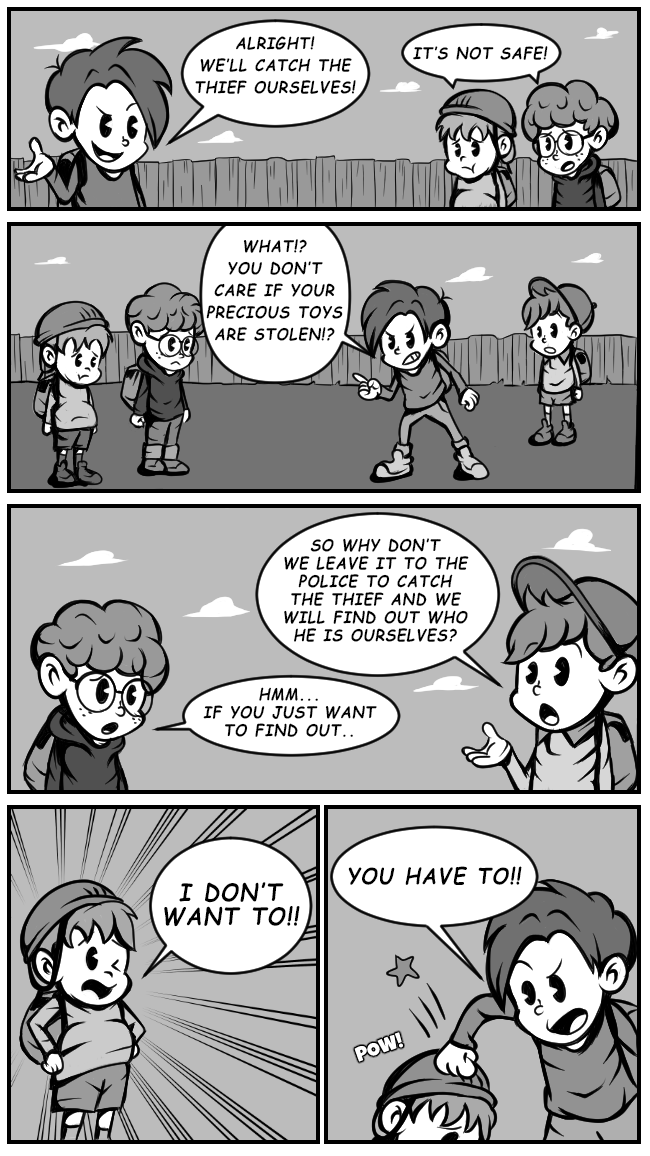 ALRIGHT!
WE'LL CATCH THE
THIEF OURSELVES!
IT'S NOT SAFE!
WHAT!?
YOU DON'T
CARE IF YOUR
PRECIOUS TOYS
ARE STOLEN!?
SO WHY DON'T
WE LEAVE IT TO THE
POLICE TO CATCH
THE THIEF AND WE
WILL FIND OUT WHO
HE IS OURSELVES?
HMM...
IF YOU JUST WANT
TO FIND OUT..
I DON'T
WANT TO!!
YOU HAVE TO!!
POW!